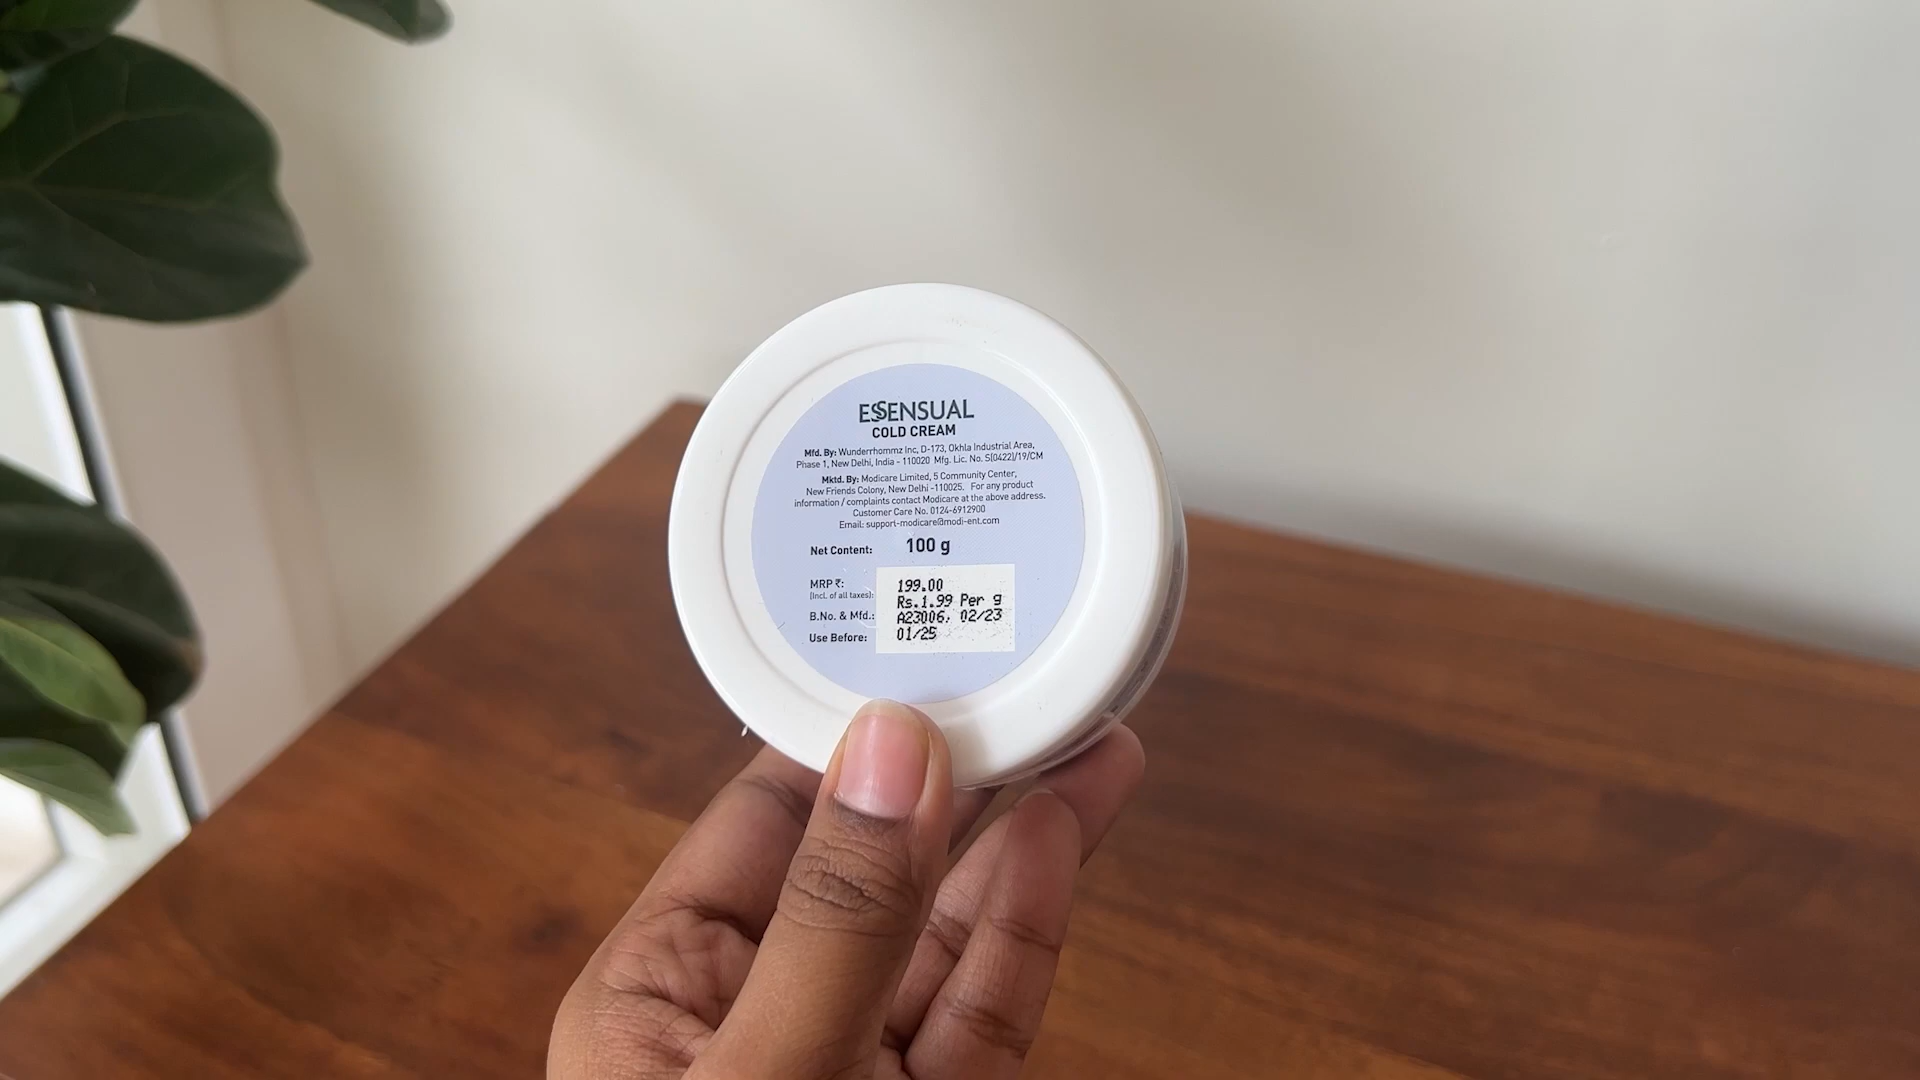 ESSENSUAL
COLD CREAM
Mfd. By: Wunderrhommz Inc, D-173, Okhla Industrial Area,
Phase 1, New Delhi, India - 110020 Mfg. Lic. No. S(0422)/19/CM
Mktd. By: Modicare Limited, 5 Community Center,
New Friends Colony, New Delhi -110025. For any product
information / complaints contact Modicare at the above address.
Customer Care No. 0124-6912900
Email: support-modicare@modi-ent.com
Net Content: 100 g
MRP ₹: 199.00
(Incl. of all taxes): Rs.1.99 Per g
B.No. & Mfd.: A23006, 02/23
Use Before: 01/25